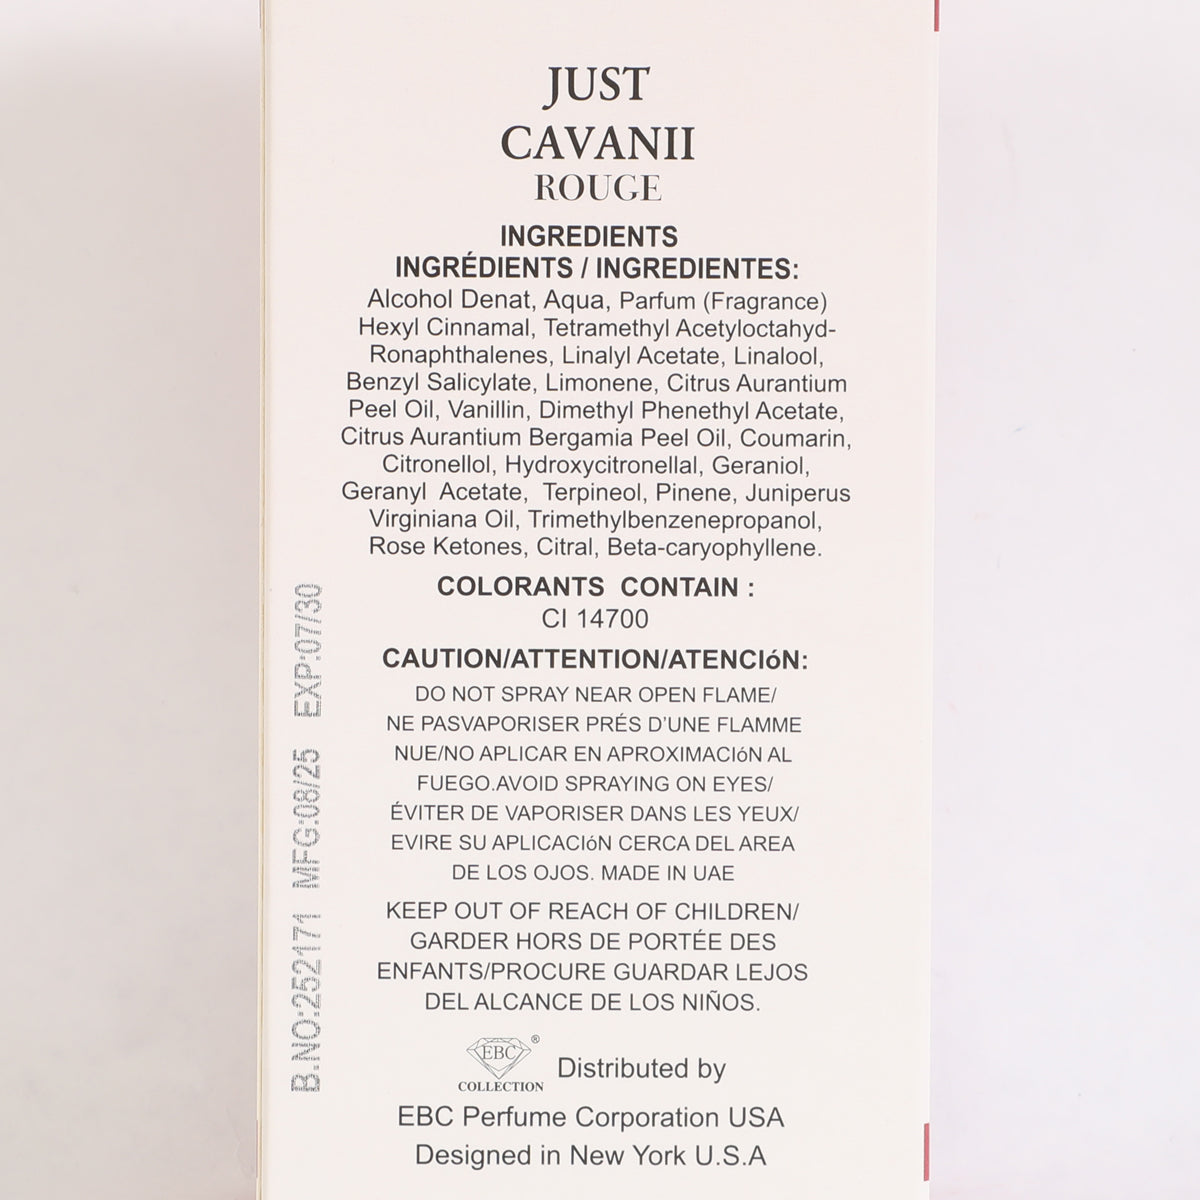 JUST
CAVANII
ROUGE
INGREDIENTS
INGRÉDIENTS / INGREDIENTES:
Alcohol Denat, Aqua, Parfum (Fragrance)
Hexyl Cinnamal, Tetramethyl Acetyloctahyd-
Ronaphthalenes, Linalyl Acetate, Linalool,
Benzyl Salicylate, Limonene, Citrus Aurantium
Peel Oil, Vanillin, Dimethyl Phenethyl Acetate,
Citrus Aurantium Bergamia Peel Oil, Coumarin,
Citronellol, Hydroxycitronellal, Geraniol,
Geranyl Acetate, Terpineol, Pinene, Juniperus
Virginiana Oil, Trimethylbenzenepropanol,
Rose Ketones, Citral, Beta-caryophyllene.
COLORANTS CONTAIN :
CI 14700
CAUTION/ATTENTION/ATENCIóN:
DO NOT SPRAY NEAR OPEN FLAME/
NE PASVAPORISER PRÉS D'UNE FLAMME
NUE/NO APLICAR EN APROXIMACIóN AL
FUEGO.AVOID SPRAYING ON EYES/
ÉVITER DE VAPORISER DANS LES YEUX/
EVIRE SU APLICACIóN CERCA DEL AREA
DE LOS OJOS. MADE IN UAE
KEEP OUT OF REACH OF CHILDREN/
GARDER HORS DE PORTÉE DES
ENFANTS/PROCURE GUARDAR LEJOS
DEL ALCANCE DE LOS NIÑOS.
EBC ®
COLLECTION
Distributed by
EBC Perfume Corporation USA
Designed in New York U.S.A
B.NO:252171 MFG:08/25 EXP:07/30